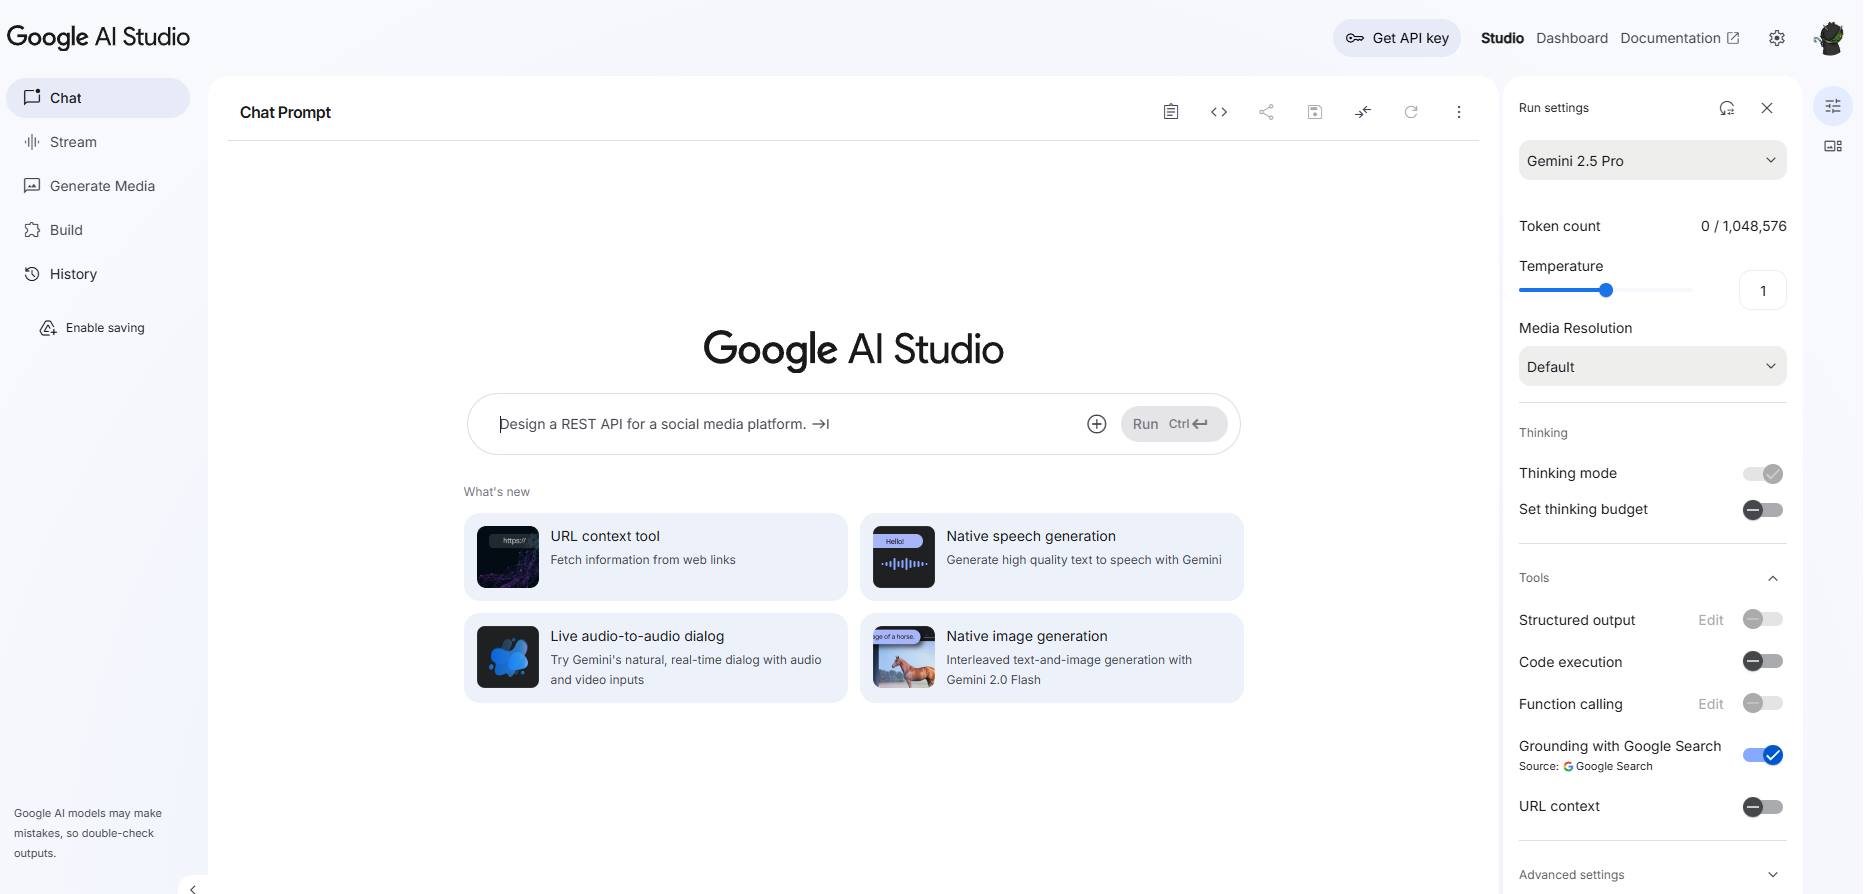 Google AI Studio
Get API key
Studio
Dashboard
Documentation
Chat
Stream
Generate Media
Build
History
Enable saving
Google AI models may make
mistakes, so double-check
outputs.
Chat Prompt
Google AI Studio
Design a REST API for a social media platform.
Run Ctrl
What's new
https://
URL context tool
Fetch information from web links
Hello!
Native speech generation
Generate high quality text to speech with Gemini
Live audio-to-audio dialog
Try Gemini's natural, real-time dialog with audio
and video inputs
age of a horse.
Native image generation
Interleaved text-and-image generation with
Gemini 2.0 Flash
Run settings
Gemini 2.5 Pro
Token count 0 / 1,048,576
Temperature
1
Media Resolution
Default
Thinking
Thinking mode
Set thinking budget
Tools
Structured output Edit
Code execution
Function calling Edit
Grounding with Google Search
Source: G Google Search
URL context
Advanced settings